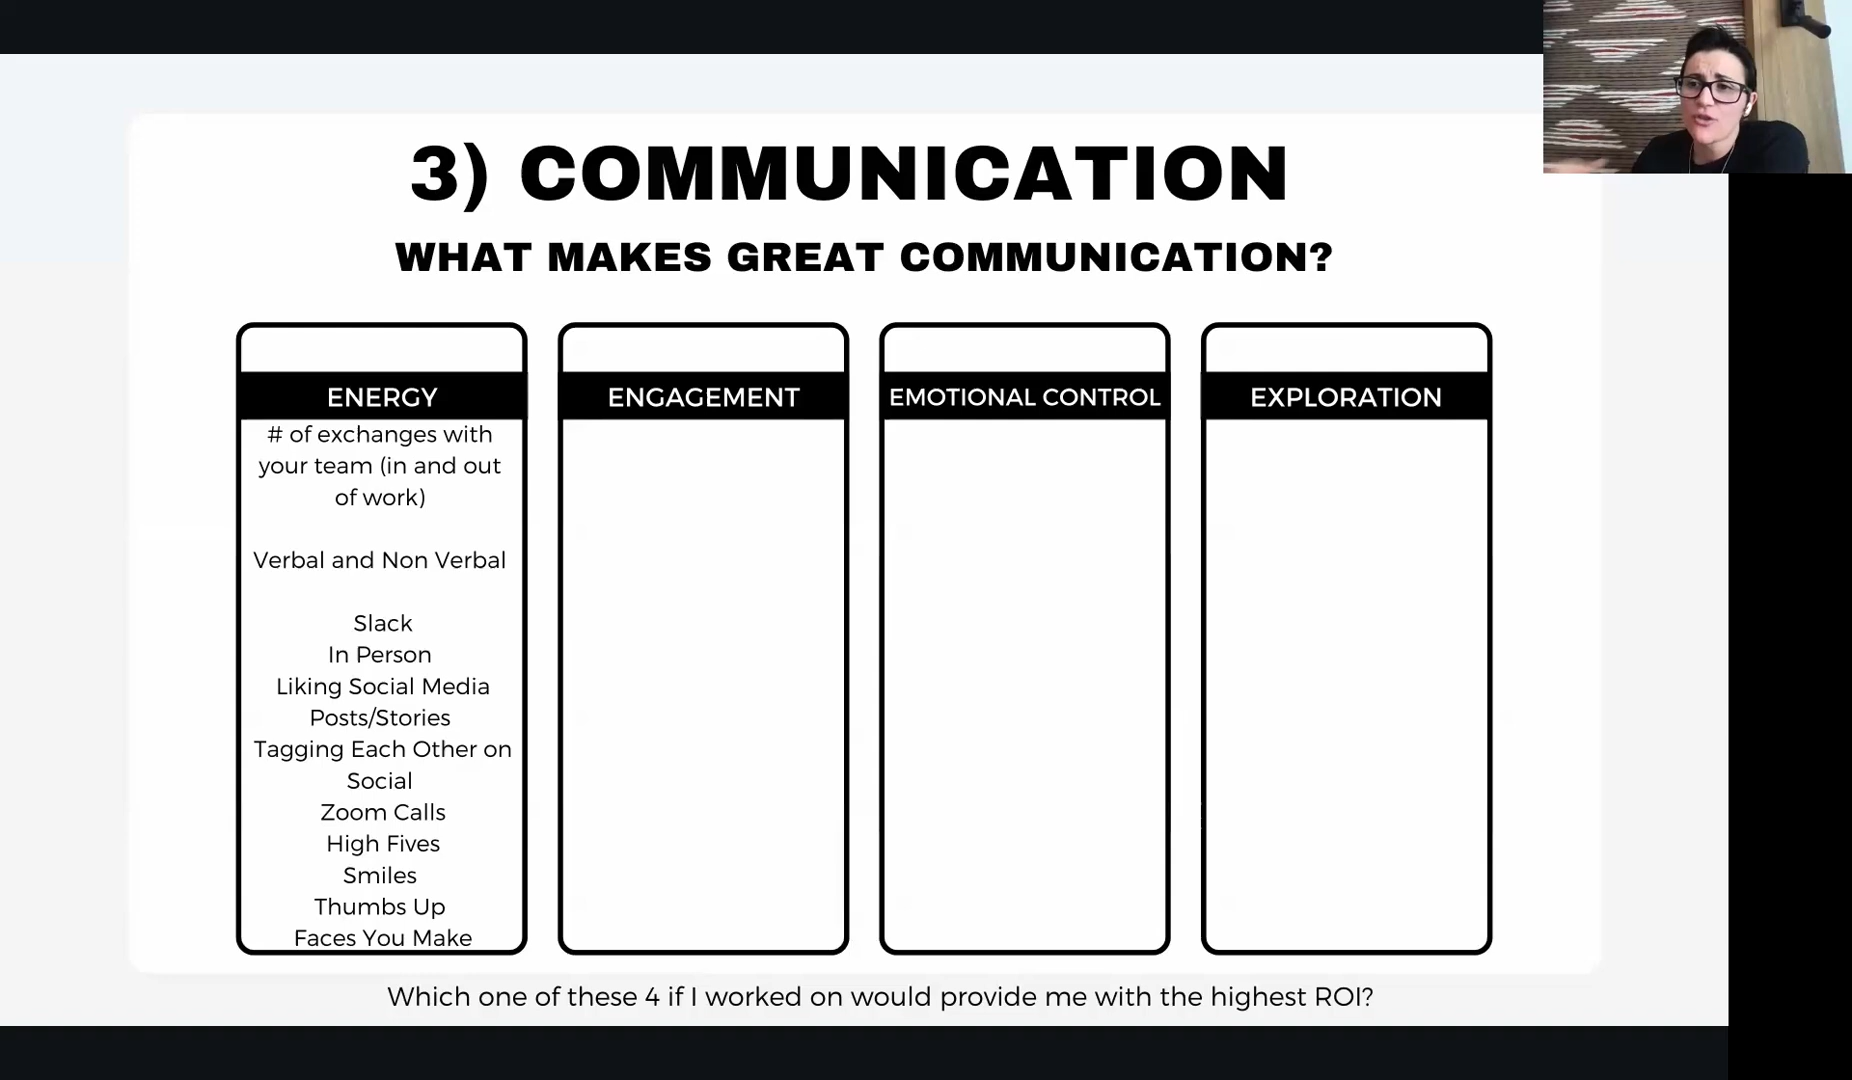 3) COMMUNICATION
WHAT MAKES GREAT COMMUNICATION?
ENERGY
# of exchanges with
your team (in and out
of work)
Verbal and Non Verbal
Slack
In Person
Liking Social Media
Posts/Stories
Tagging Each Other on
Social
Zoom Calls
High Fives
Smiles
Thumbs Up
Faces You Make
ENGAGEMENT
EMOTIONAL CONTROL
EXPLORATION
Which one of these 4 if I worked on would provide me with the highest ROI?